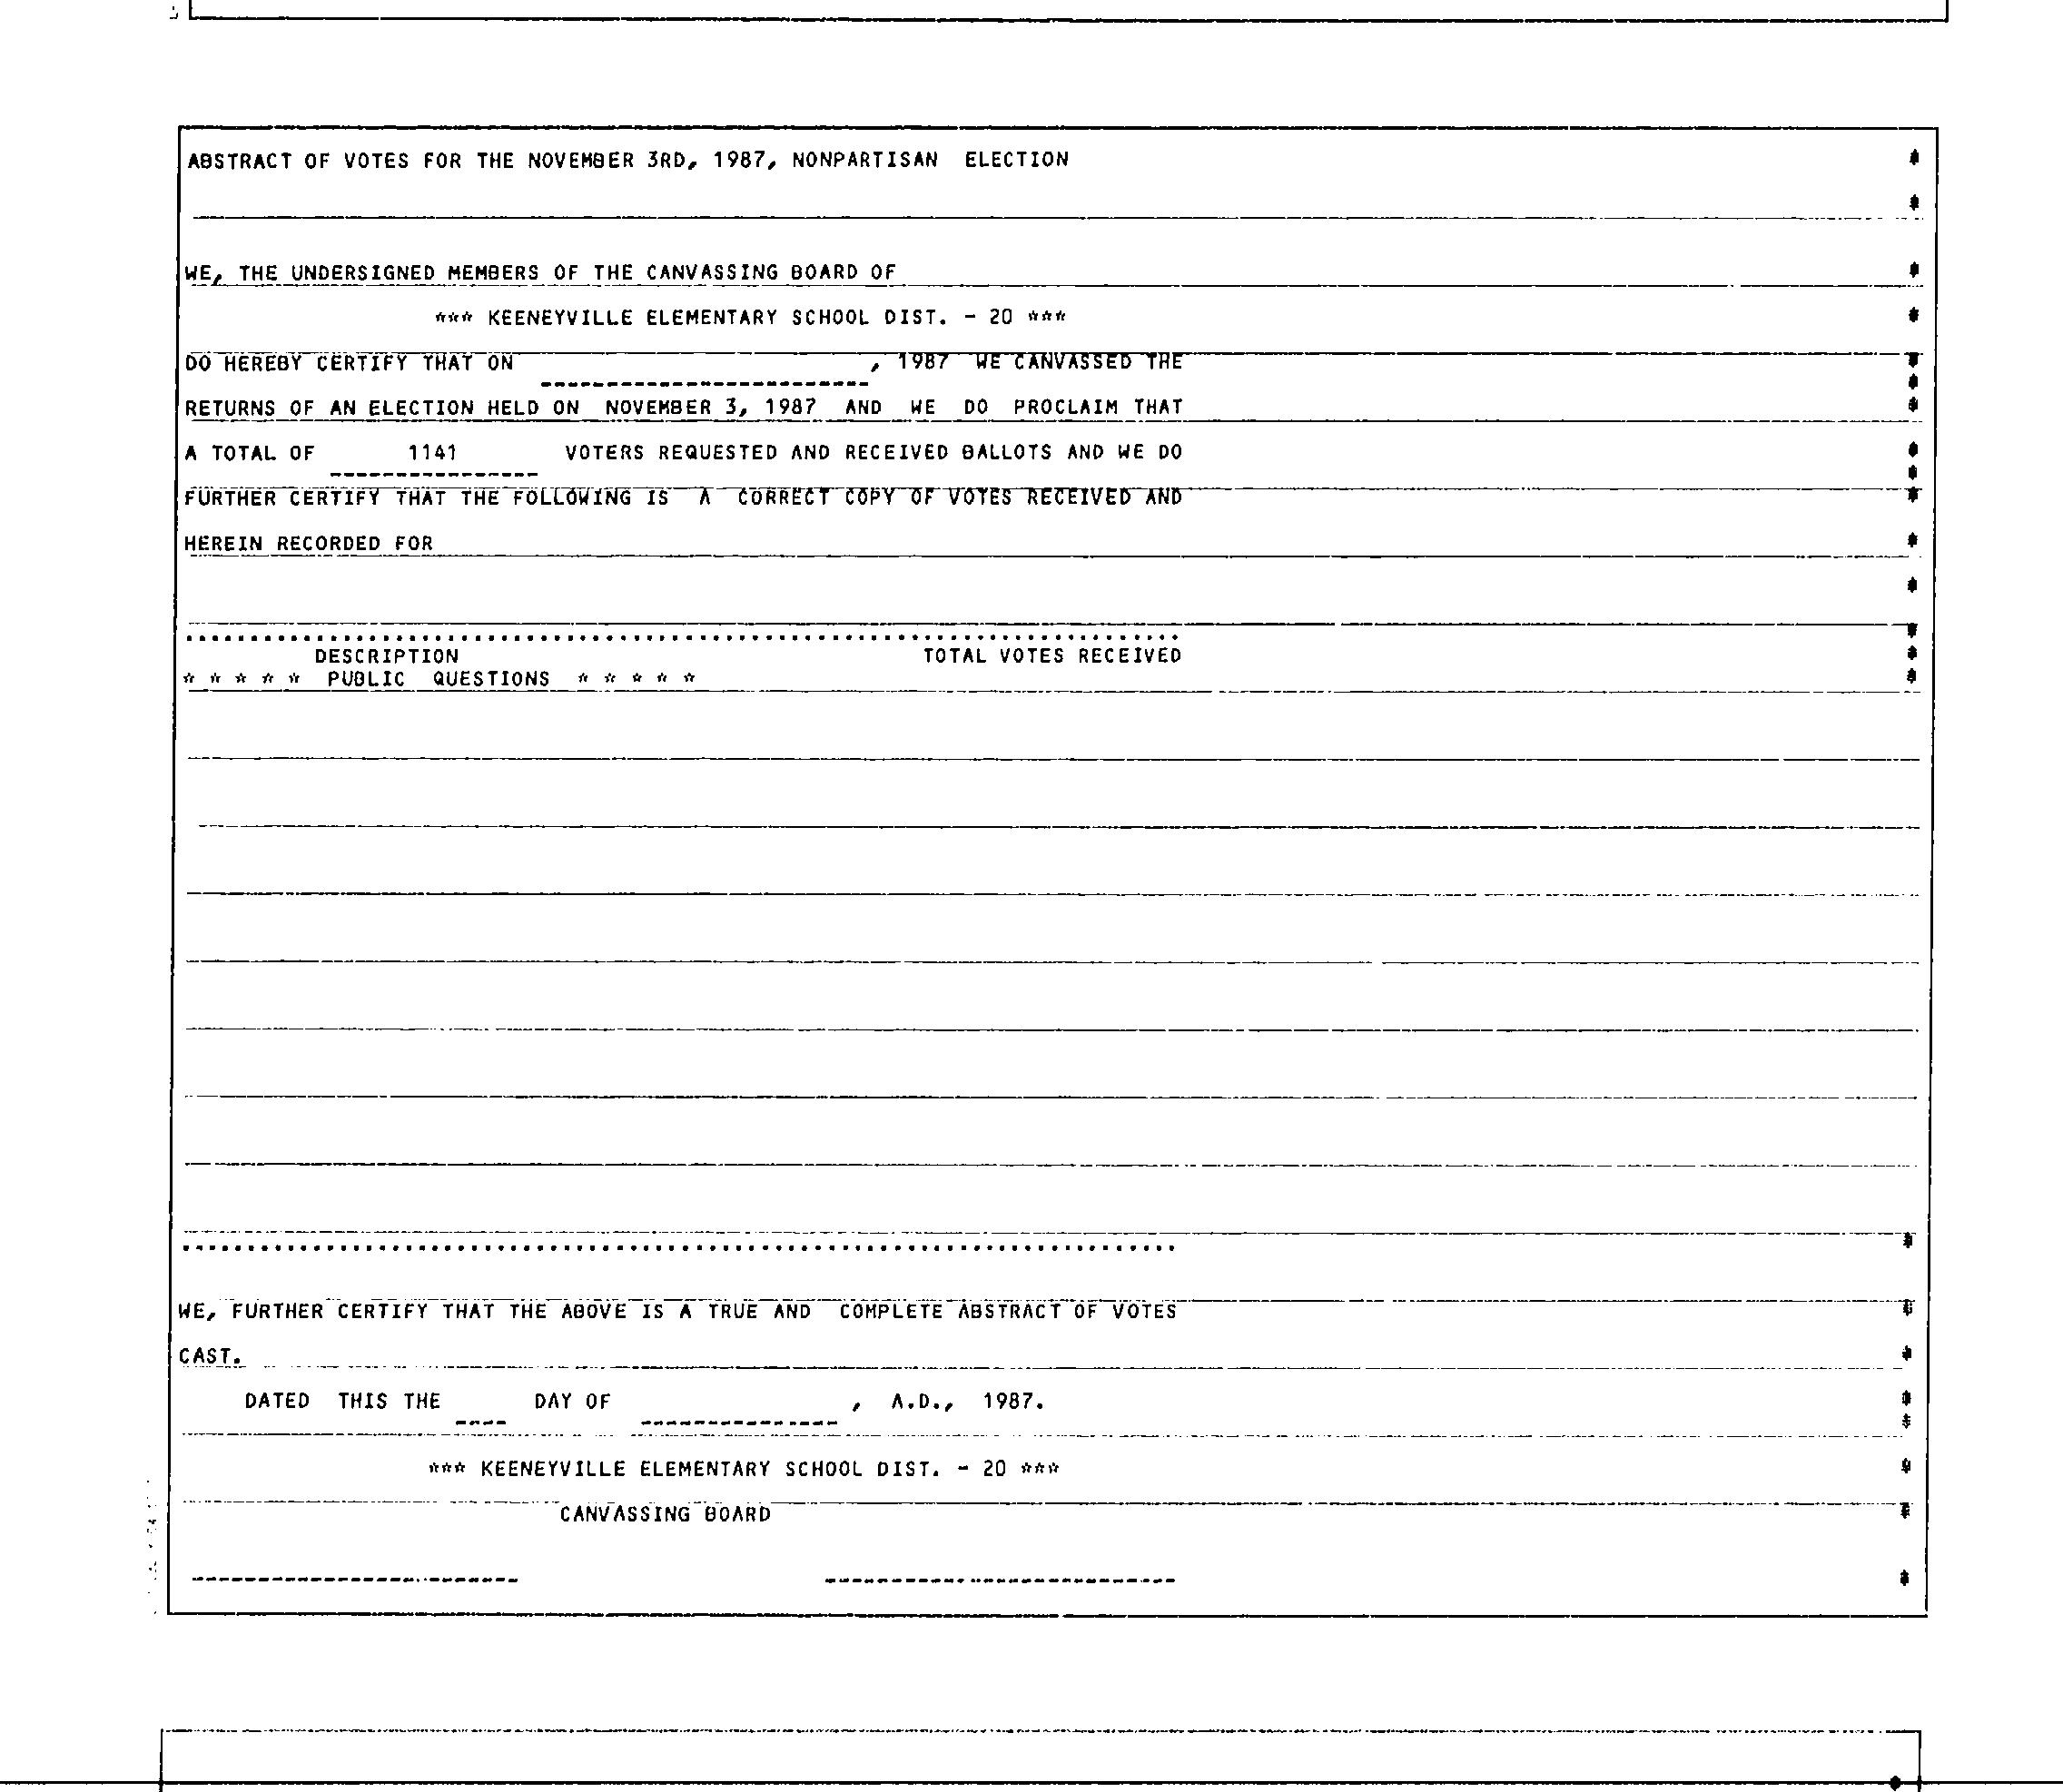 ABSTRACT OF VOTES FOR THE NOVEMBER 3RD, 1987, NONPARTISAN ELECTION
WE, THE UNDERSIGNED MEMBERS OF THE CANVASSING BOARD OF
*** KEENEYVILLE ELEMENTARY SCHOOL DIST. - 20 ***
DO HEREBY CERTIFY THAT ON , 1987 WE CANVASSED THE
RETURNS OF AN ELECTION HELD ON NOVEMBER 3, 1987 AND WE DO PROCLAIM THAT
A TOTAL OF 1141 VOTERS REQUESTED AND RECEIVED BALLOTS AND WE DO
FURTHER CERTIFY THAT THE FOLLOWING IS A CORRECT COPY OF VOTES RECEIVED AND
HEREIN RECORDED FOR
DESCRIPTION TOTAL VOTES RECEIVED
* * * * * PUBLIC QUESTIONS * * * * *
WE, FURTHER CERTIFY THAT THE ABOVE IS A TRUE AND COMPLETE ABSTRACT OF VOTES
CAST.
DATED THIS THE ---- DAY OF --------------- , A.D., 1987.
*** KEENEYVILLE ELEMENTARY SCHOOL DIST. - 20 ***
CANVASSING BOARD